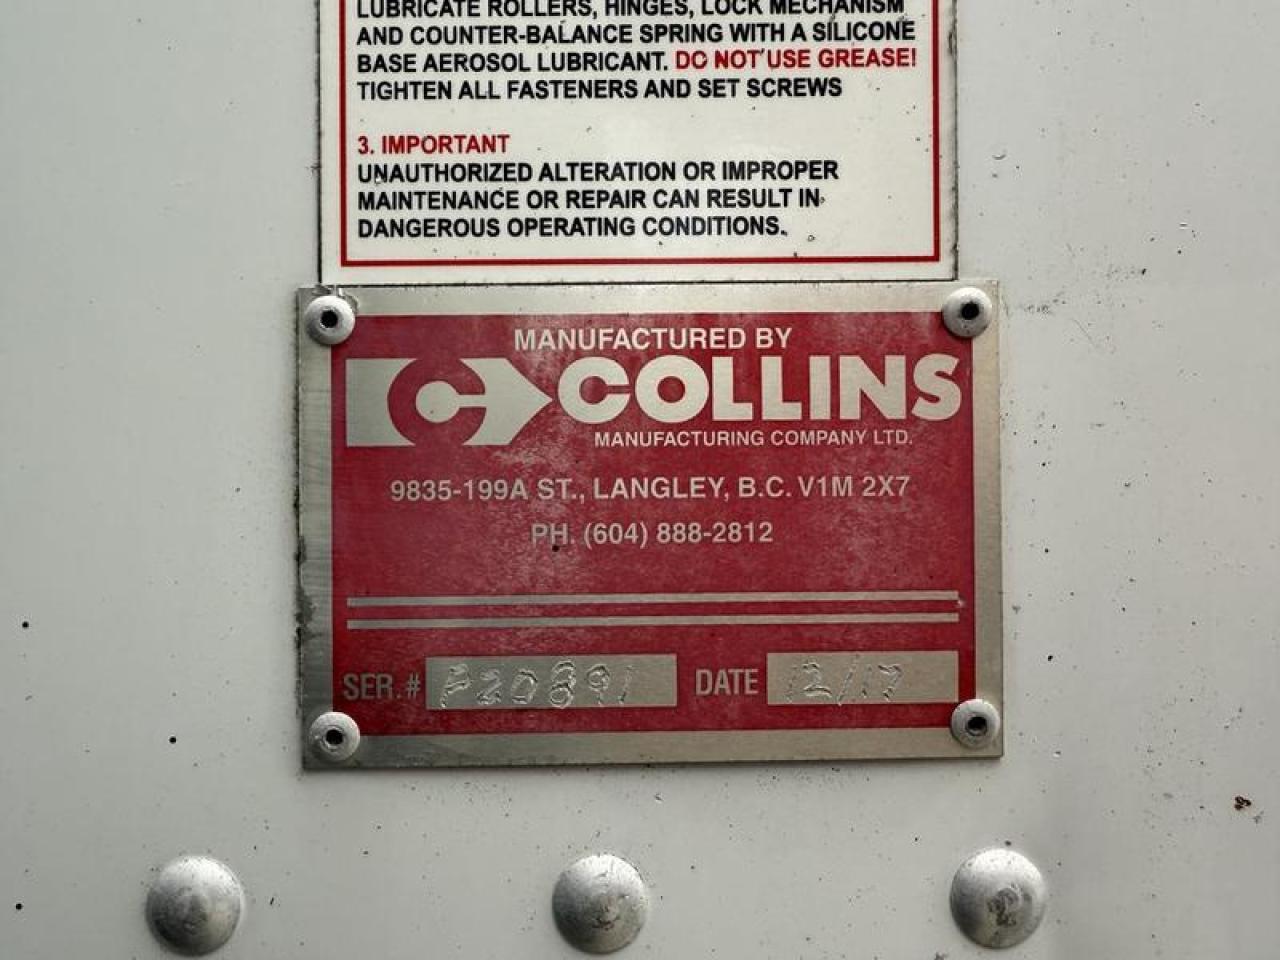 LUBRICATE ROLLERS, HINGES, LOCK MECHANISM
AND COUNTER-BALANCE SPRING WITH A SILICONE
BASE AEROSOL LUBRICANT. DO NOT USE GREASE!
TIGHTEN ALL FASTENERS AND SET SCREWS
3. IMPORTANT
UNAUTHORIZED ALTERATION OR IMPROPER
MAINTENANCE OR REPAIR CAN RESULT IN
DANGEROUS OPERATING CONDITIONS.
MANUFACTURED BY
C COLLINS
MANUFACTURING COMPANY LTD.
9835-199A ST., LANGLEY, B.C. V1M 2X7
PH. (604) 888-2812
SER.# P20891 DATE 12/17